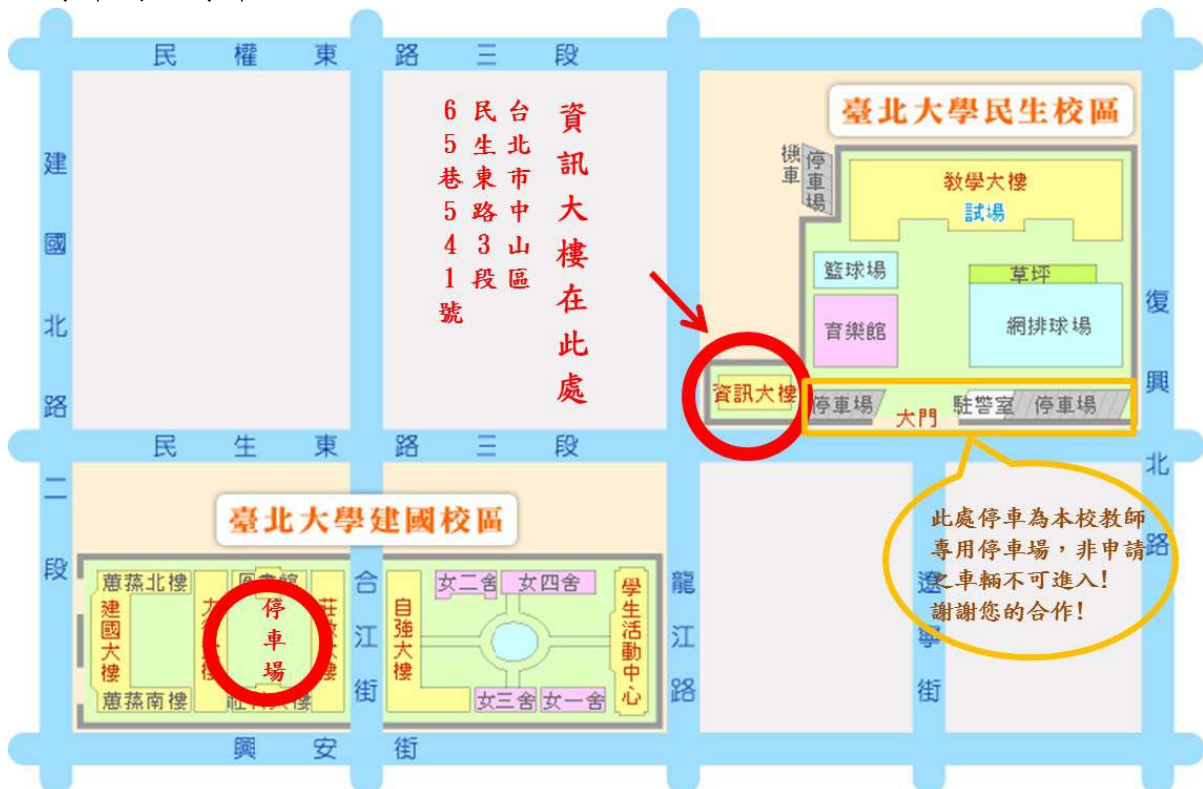 民權東路三段
建國北路二段
資訊大樓在此處
台北市中山區
民生東路3段
65巷541號
臺北大學民生校區
機車
停車場
教學大樓
試場
籃球場
草坪
育樂館
網排球場
資訊大樓
停車場
大門
駐警室
停車場
復興北路
民生東路三段
此處停車為本校教師
專用停車場,非申請
之車輛不可進入!
謝謝您的合作!
臺北大學建國校區
蕙蓀北樓
建國大樓
蕙蓀南樓
停車場
合江街
自強大樓
女二舍
女四舍
女三舍
女一舍
學生活動中心
龍江路
遼寧街
興安街